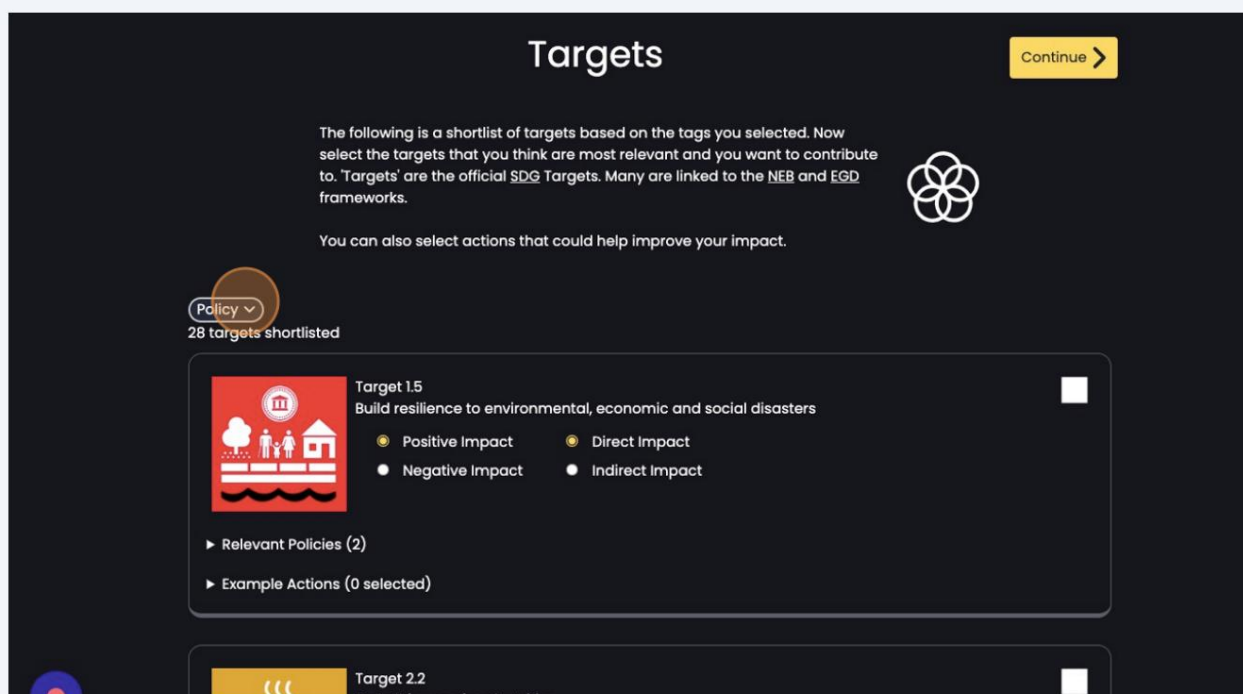 Targets
Continue
The following is a shortlist of targets based on the tags you selected. Now
select the targets that you think are most relevant and you want to contribute
to. 'Targets' are the official SDG Targets. Many are linked to the NEB and EGD
frameworks.
You can also select actions that could help improve your impact.
Policy
28 targets shortlisted
Target 1.5
Build resilience to environmental, economic and social disasters
Positive Impact
Direct Impact
Negative Impact
Indirect Impact
Relevant Policies (2)
Example Actions (0 selected)
Target 2.2